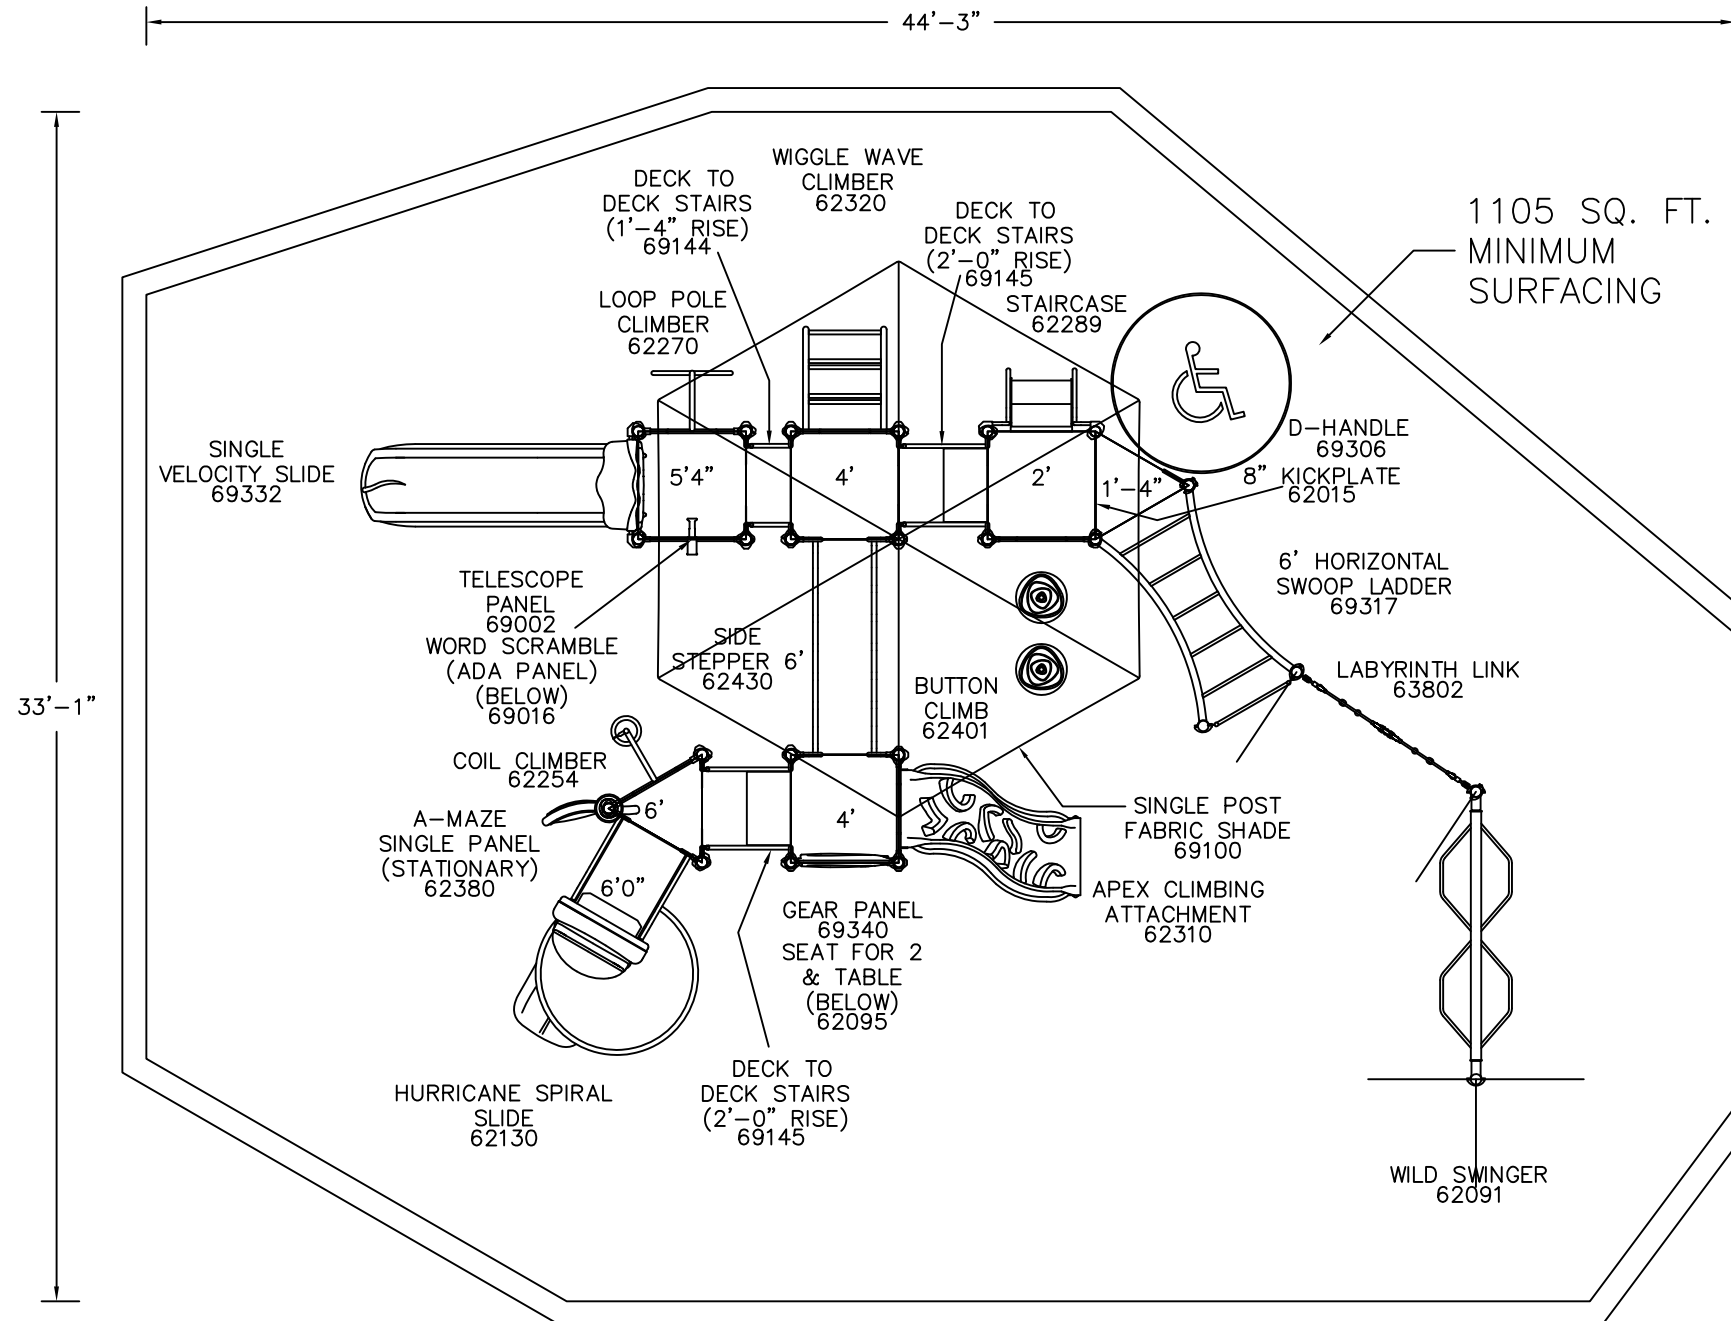 44'-3"
WIGGLE WAVE
CLIMBER
62320
DECK TO
DECK STAIRS
(1'-4" RISE)
69144
DECK TO
DECK STAIRS
(2'-0" RISE)
69145
1105 SQ. FT.
MINIMUM
SURFACING
LOOP POLE
CLIMBER
62270
STAIRCASE
62289
SINGLE
VELOCITY SLIDE
69332
5'4"
4'
2'
1'-4"
8"
D-HANDLE
69306
KICKPLATE
62015
TELESCOPE
PANEL
69002
WORD SCRAMBLE
(ADA PANEL)
(BELOW)
69016
6' HORIZONTAL
SWOOP LADDER
69317
SIDE
STEPPER 6'
62430
BUTTON
CLIMB
62401
LABYRINTH LINK
63802
33'-1"
COIL CLIMBER
62254
A-MAZE
SINGLE PANEL
(STATIONARY)
62380
6'
4'
6'0"
SINGLE POST
FABRIC SHADE
69100
APEX CLIMBING
ATTACHMENT
62310
GEAR PANEL
69340
SEAT FOR 2
& TABLE
(BELOW)
62095
HURRICANE SPIRAL
SLIDE
62130
DECK TO
DECK STAIRS
(2'-0" RISE)
69145
WILD SWINGER
62091